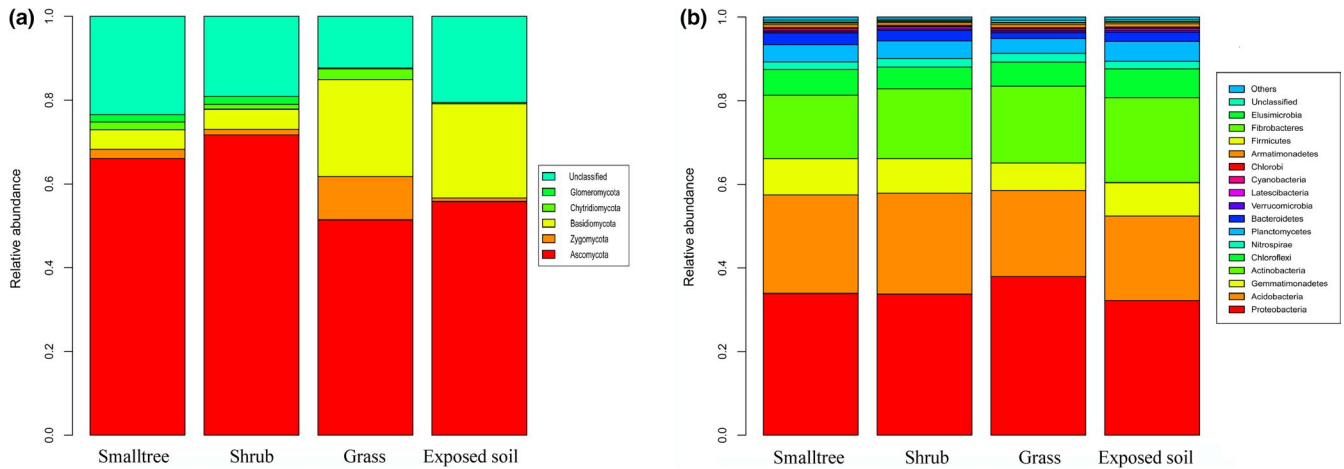 (a)
Relative abundance
1.0
0.8
0.6
0.4
0.2
0.0
Smalltree Shrub Grass Exposed soil
Unclassified
Glomeromycota
Chytridiomycota
Basidiomycota
Zygomycota
Ascomycota
(b)
Relative abundance
1.0
0.8
0.6
0.4
0.2
0.0
Smalltree Shrub Grass Exposed soil
Others
Unclassified
Elusimicrobia
Fibrobacteres
Firmicutes
Armatimonadetes
Chlorobi
Cyanobacteria
Latescibacteria
Verrucomicrobia
Bacteroidetes
Planctomycetes
Nitrospirae
Chloroflexi
Actinobacteria
Gemmatimonadetes
Acidobacteria
Proteobacteria